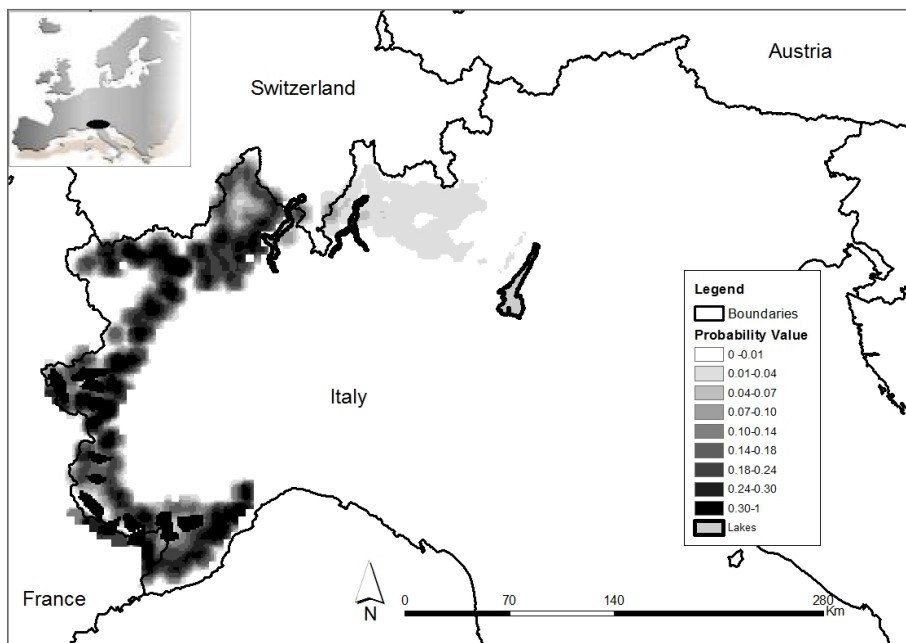 Austria
Switzerland
Italy
France
N
Legend
Boundaries
Probability Value
0 -0.01
0.01-0.04
0.04-0.07
0.07-0.10
0.10-0.14
0.14-0.18
0.18-0.24
0.24-0.30
0.30-1
Lakes
0 70 140 280
Km